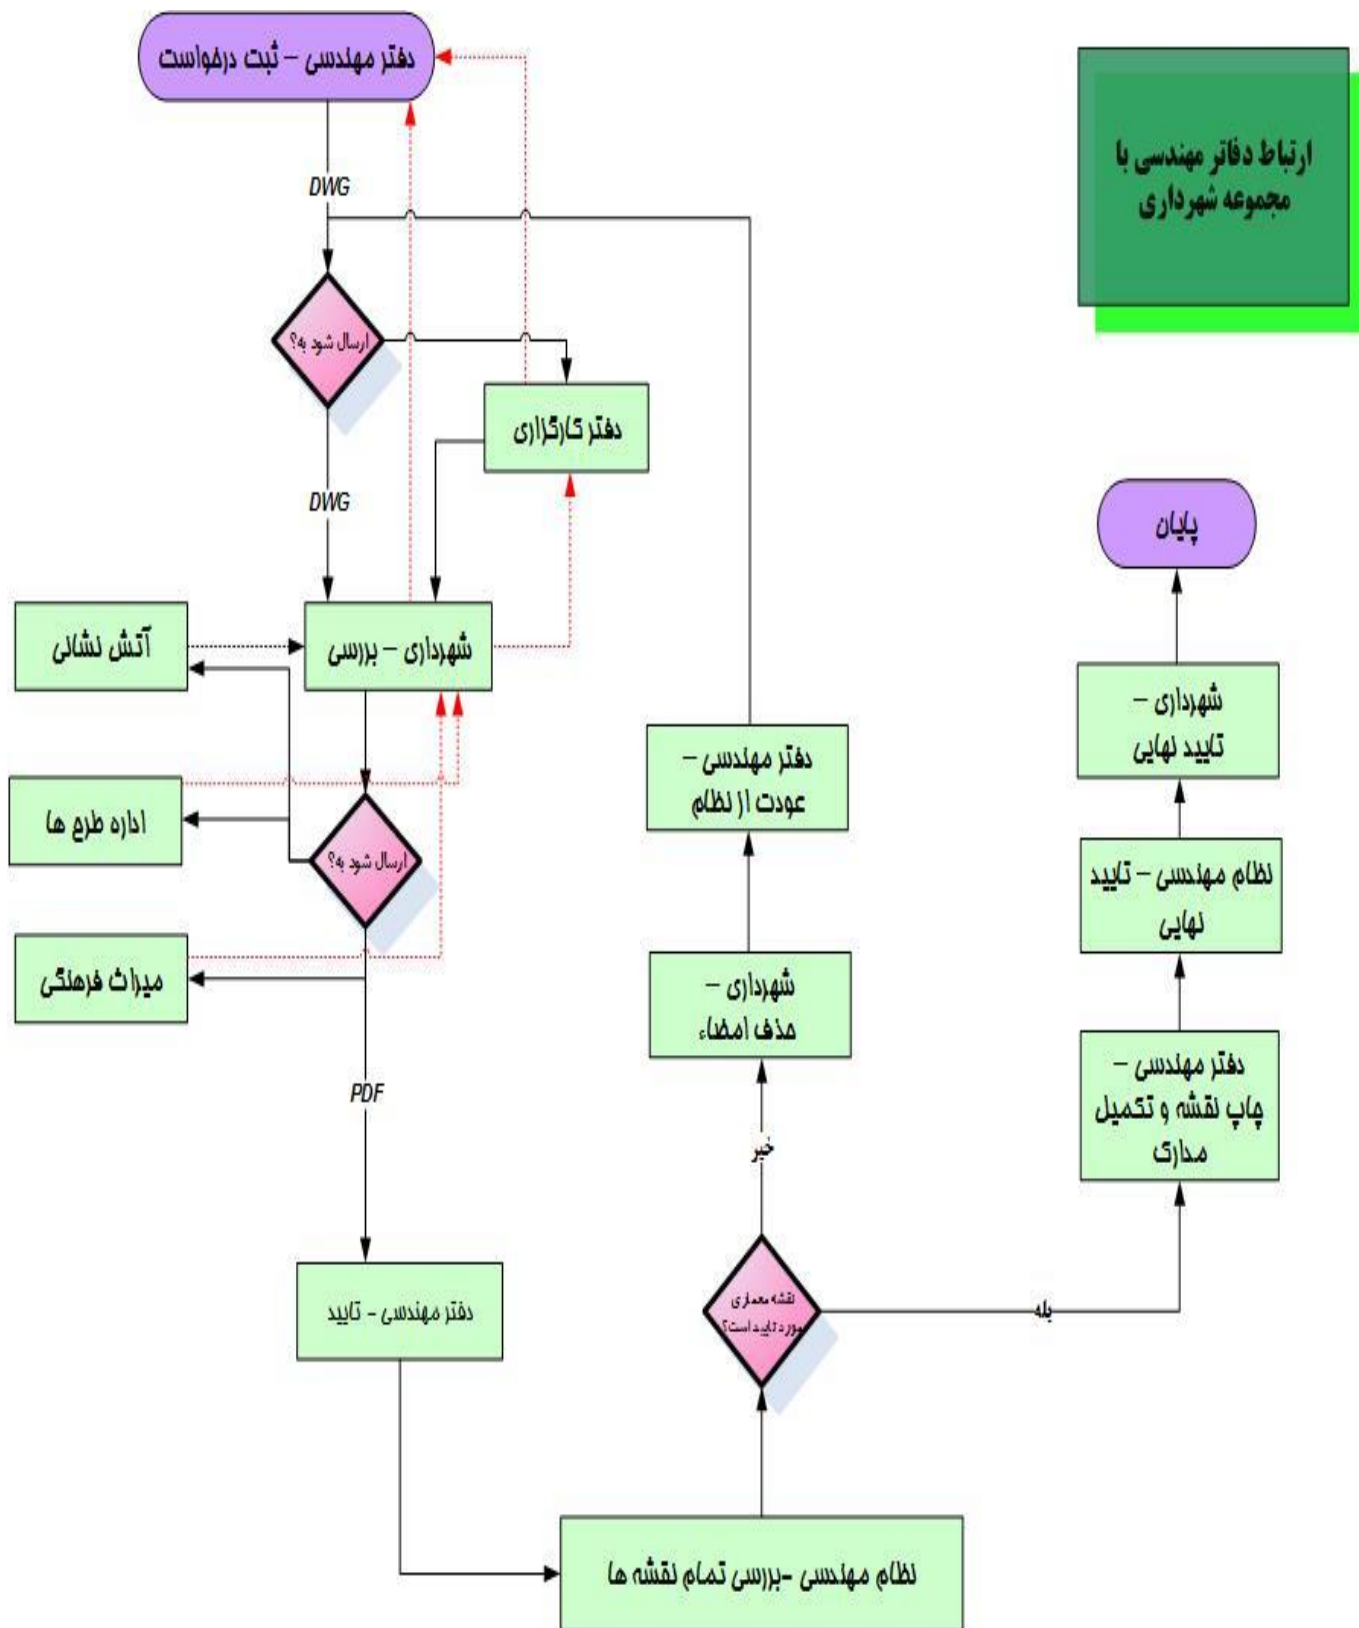 ارتباط دفاتر مهندسی با
مجموعه شهرداری
دفتر مهندسی – ثبت درخواست
DWG
ارسال شود به؟
دفتر کارگزاری
DWG
شهرداری – بررسی
آتش نشانی
اداره طرح ها
ارسال شود به؟
میراث فرهنگی
PDF
دفتر مهندسی - تایید
نظام مهندسی -بررسی تمام نقشه ها
نقشه معماری
مورد تایید است؟
خیر
شهرداری –
حذف امضاء
دفتر مهندسی –
عودت از نظام
بله
دفتر مهندسی –
چاپ نقشه و تکمیل
مدارک
نظام مهندسی – تایید
نهایی
شهرداری –
تایید نهایی
پایان